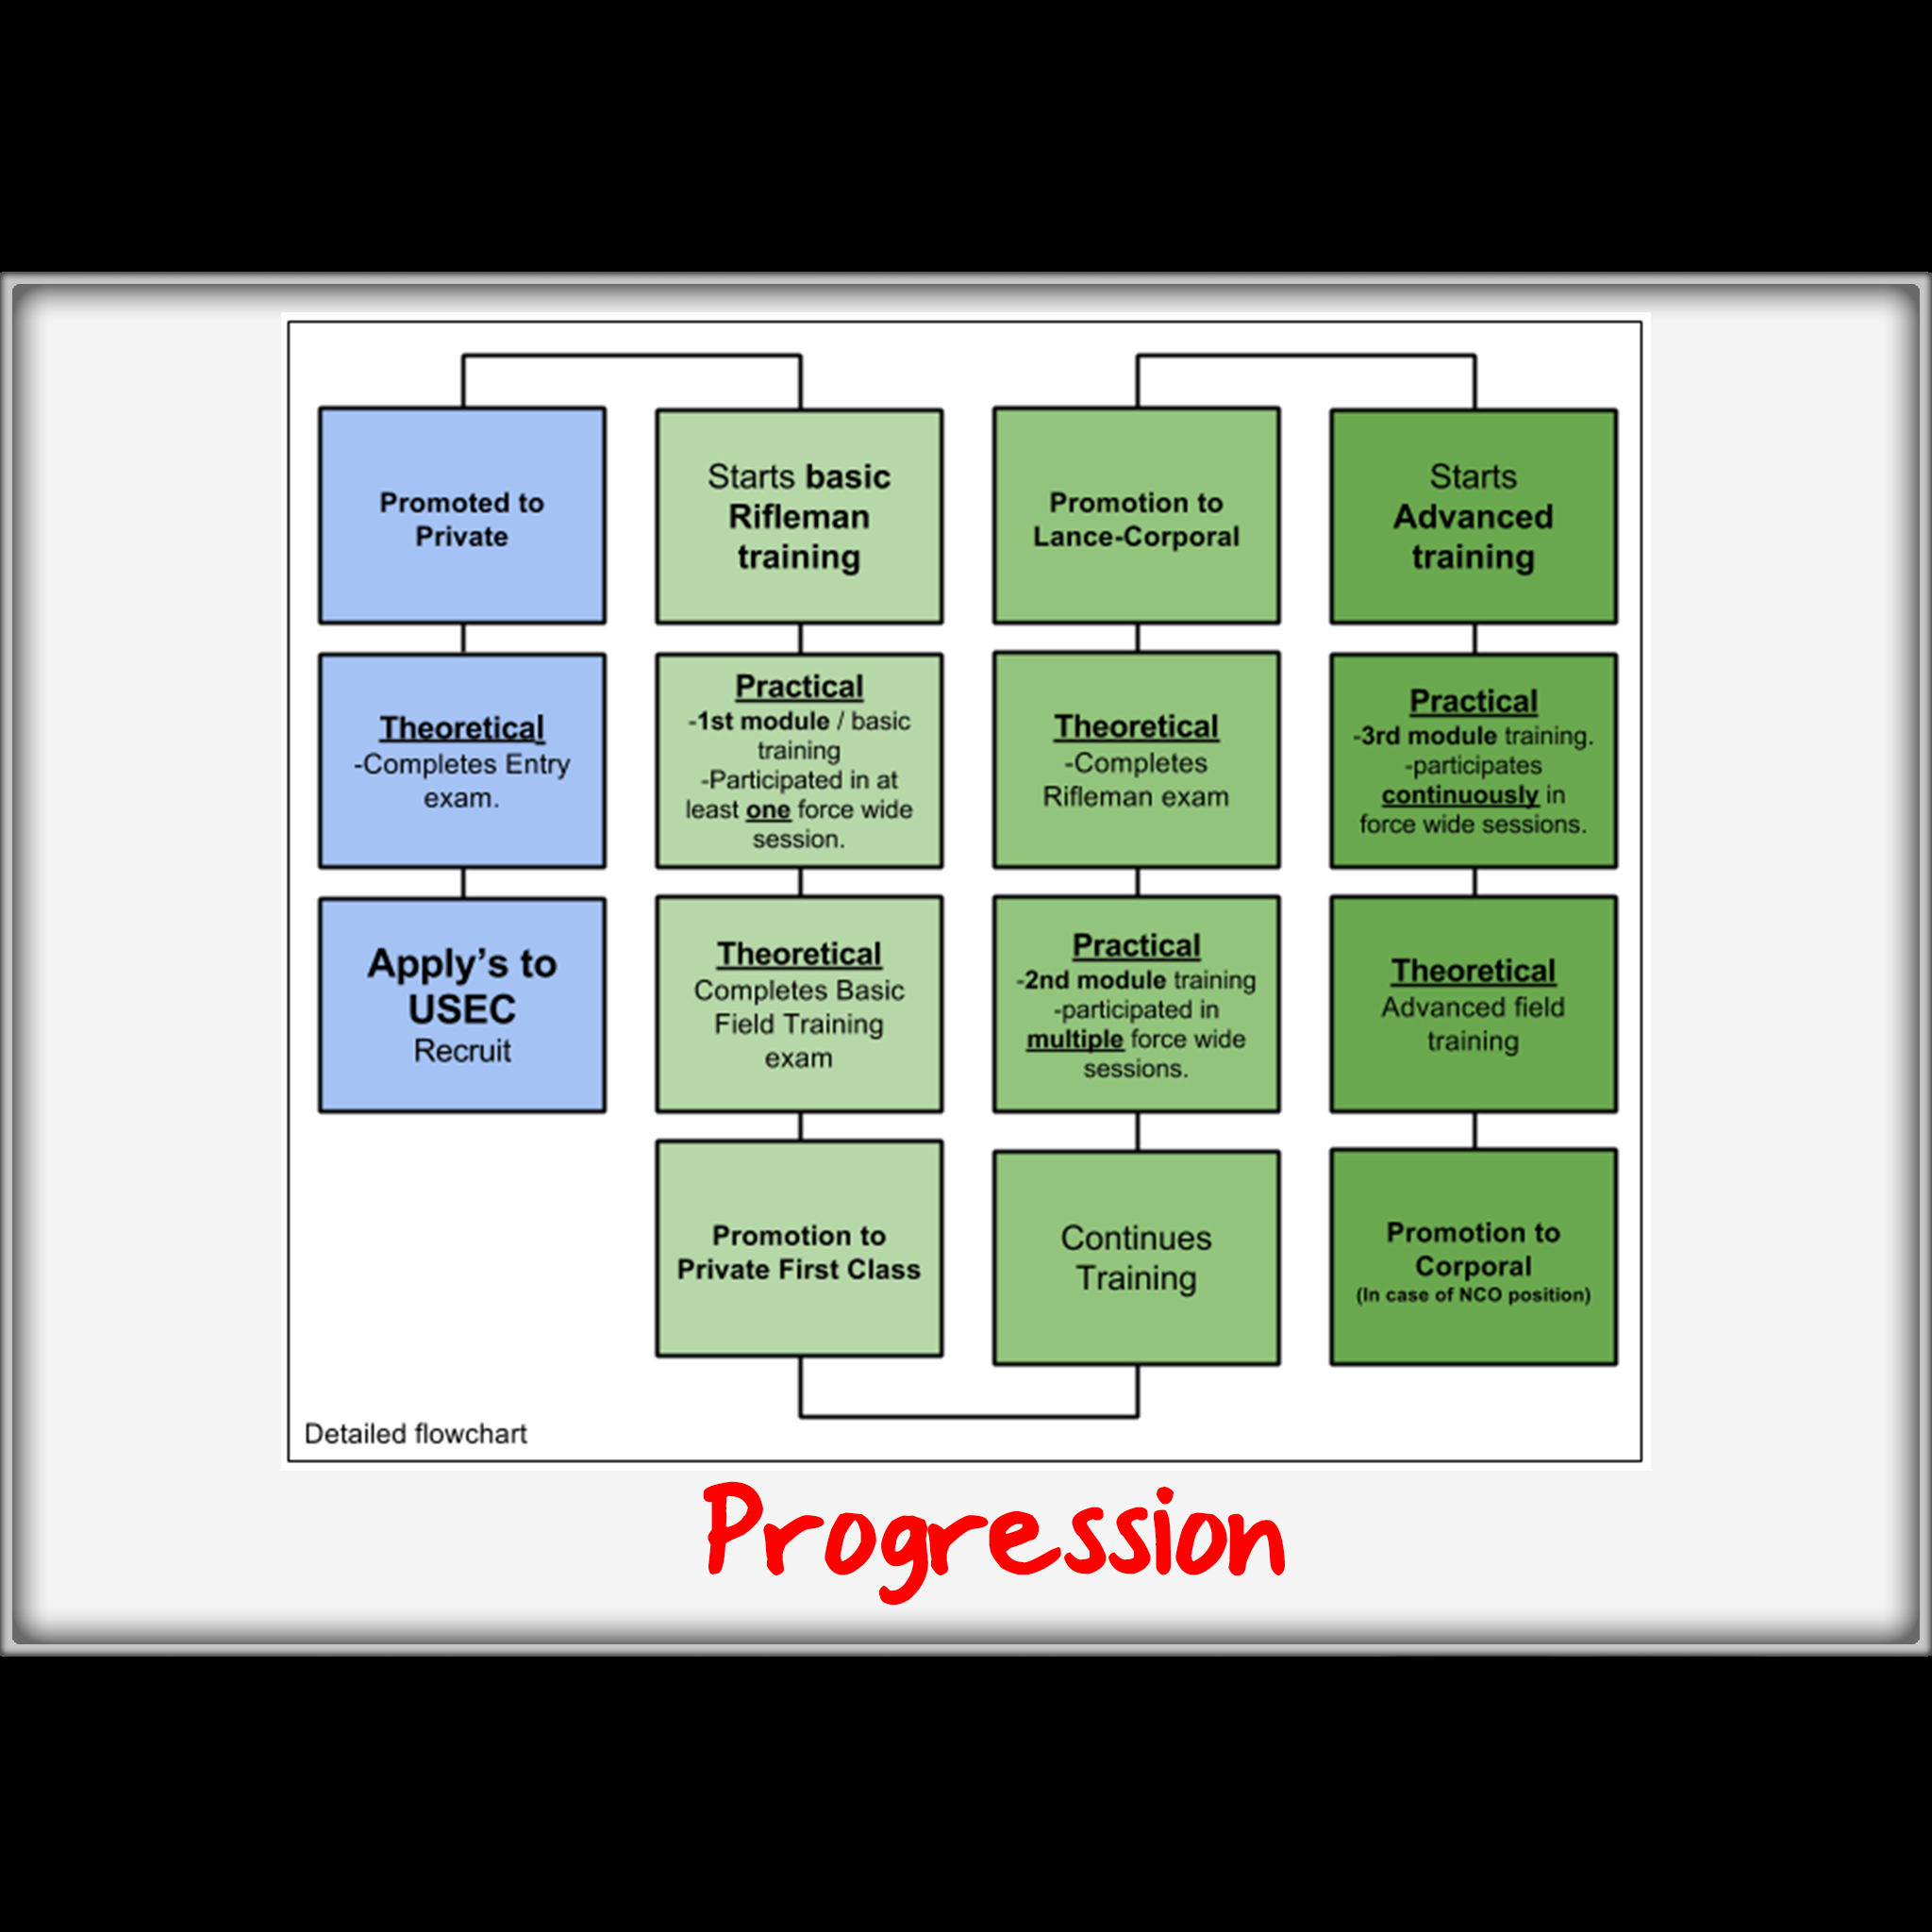 Promoted to
Private
Theoretical
-Completes Entry
exam.
Apply's to
USEC
Recruit
Starts basic
Rifleman
training
Practical
-1st module / basic
training
-Participated in at
least one force wide
session.
Theoretical
Completes Basic
Field Training
exam
Promotion to
Private First Class
Promotion to
Lance-Corporal
Theoretical
-Completes
Rifleman exam
Practical
-2nd module training
-participated in
multiple force wide
sessions.
Continues
Training
Starts
Advanced
training
Practical
-3rd module training.
-participates
continuously in
force wide sessions.
Theoretical
Advanced field
training
Promotion to
Corporal
(In case of NCO position)
Detailed flowchart
Progression